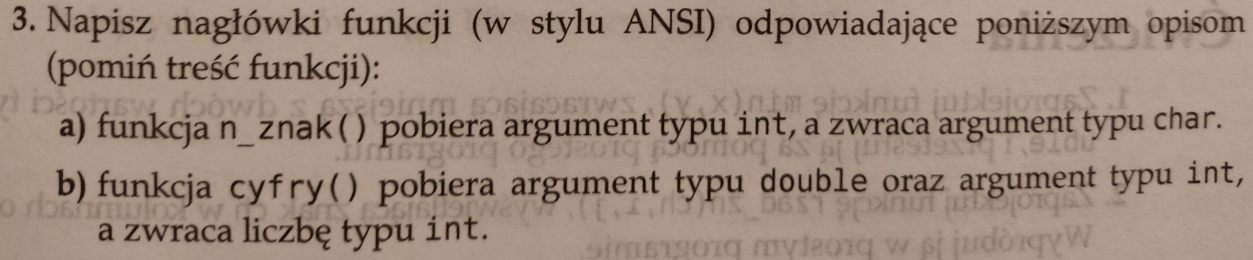 3. Napisz nagłówki funkcji (w stylu ANSI) odpowiadające poniższym opisom
(pomiń treść funkcji):
a) funkcja n_znak() pobiera argument typu int, a zwraca argument typu char.
b) funkcja cyfry() pobiera argument typu double oraz argument typu int,
a zwraca liczbę typu int.